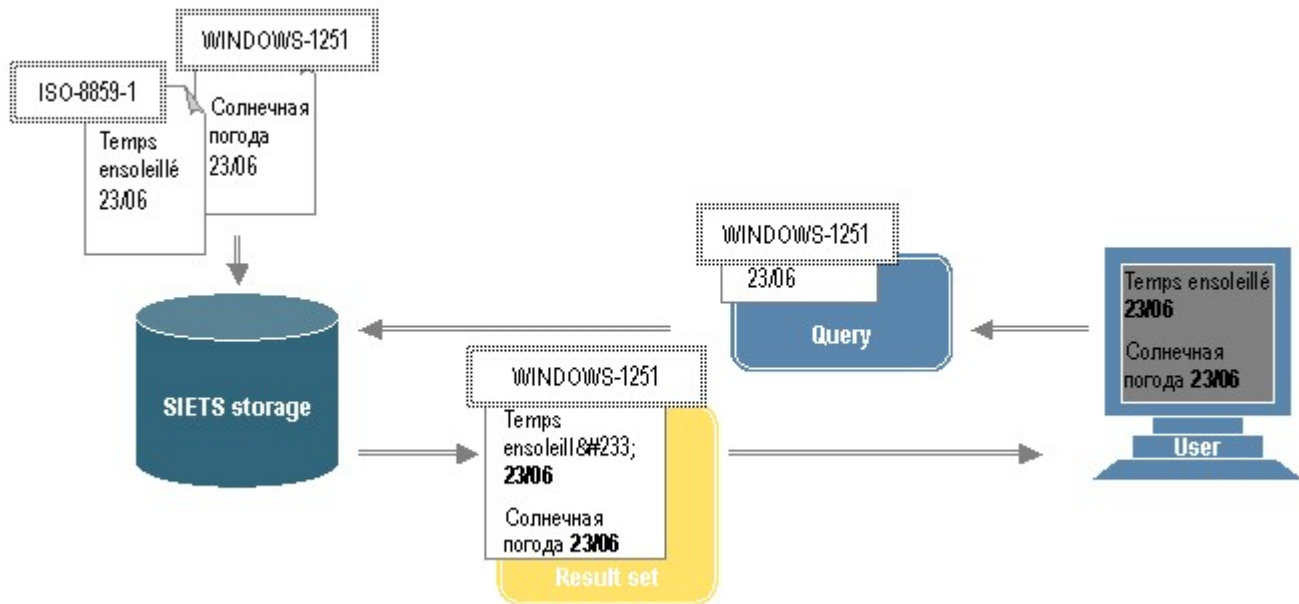 WINDOWS-1251
ISO-8859-1
Солнечная
погода
23/06
Temps
ensoleillé
23/06
WINDOWS-1251
23/06
Query
Temps ensoleillé
23/06
Солнечная
погода 23/06
User
SIETS storage
WINDOWS-1251
Temps
ensoleill&#233;
23/06
Солнечная
погода 23/06
Result set